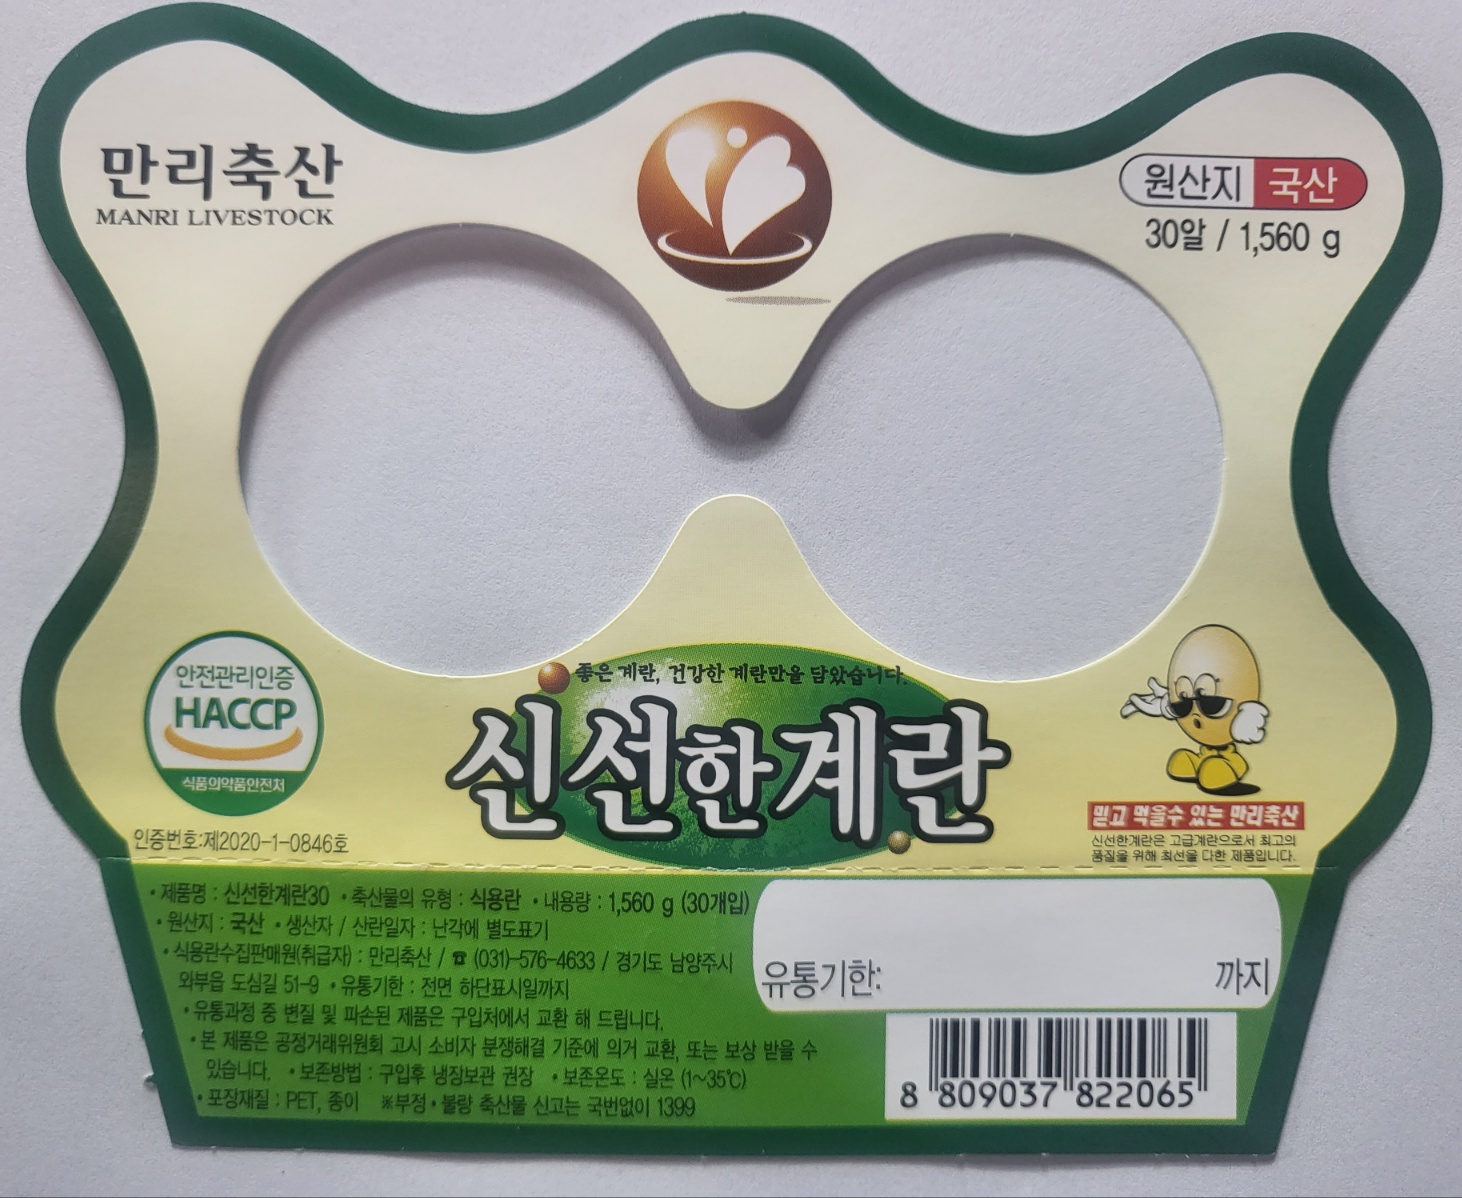 만리축산
MANRI LIVESTOCK
원산지 국산
30알 / 1,560 g
안전관리인증
HACCP
식품의약품안전처
인증번호:제2020-1-0846호
좋은 계란, 건강한 계란만을 담았습니다.
신선한계란
믿고 먹을수 있는 만리축산
신선한계란은 고급계란으로서 최고의
품질을 위해 최선을 다한 제품입니다.
• 제품명 : 신선한계란30 • 축산물의 유형 : 식용란 • 내용량 : 1,560 g (30개입)
• 원산지 : 국산 • 생산자 / 산란일자 : 난각에 별도표기
• 식용란수집판매원(취급자) : 만리축산 / ☎ (031)-576-4633 / 경기도 남양주시
와부읍 도심길 51-9 • 유통기한 : 전면 하단표시일까지
• 유통과정 중 변질 및 파손된 제품은 구입처에서 교환 해 드립니다.
• 본 제품은 공정거래위원회 고시 소비자 분쟁해결 기준에 의거 교환, 또는 보상 받을 수
있습니다. • 보존방법 : 구입후 냉장보관 권장 • 보존온도 : 실온 (1~35℃)
• 포장재질 : PET, 종이 ※부정 • 불량 축산물 신고는 국번없이 1399
유통기한: 까지
8 809037 822065